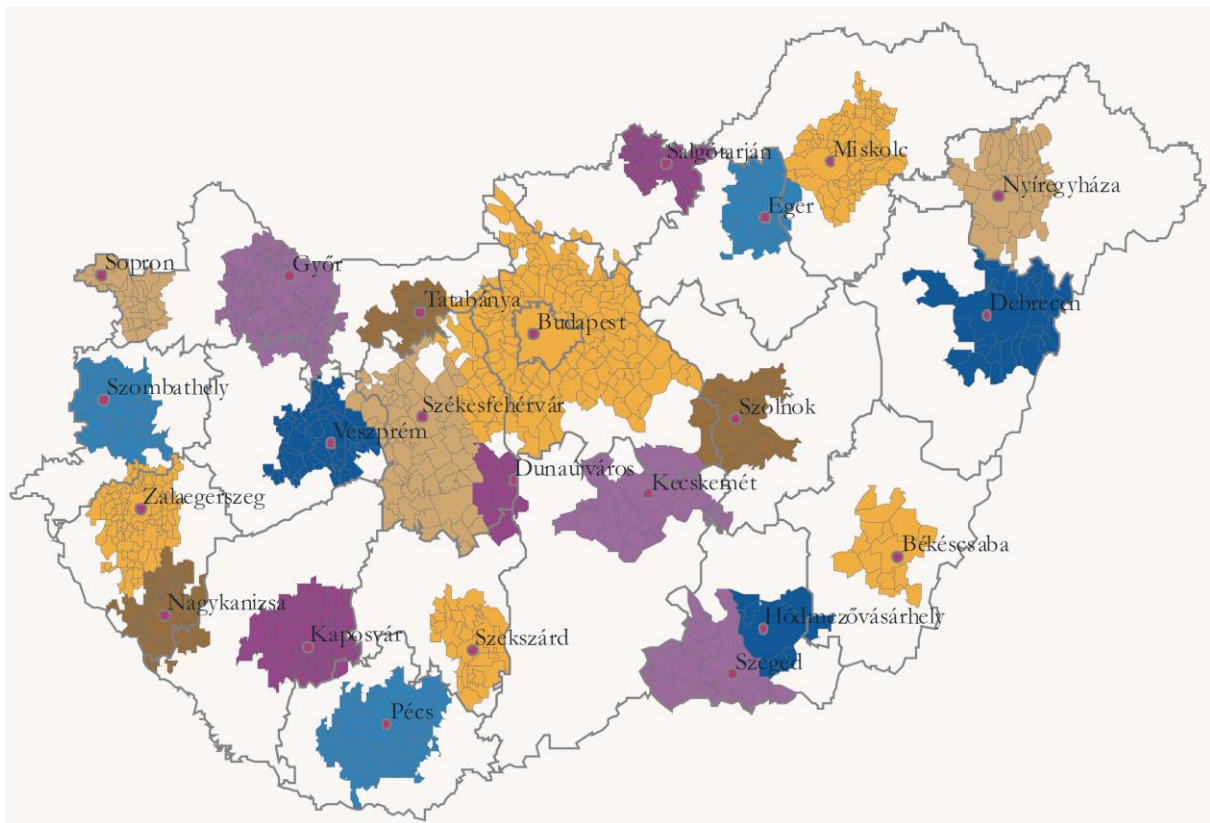 Salgótarján
Miskolc
Nyíregyháza
Eger
Sopron
Győr
Tatabánya
Budapest
Debrecen
Szombathely
Székesfehérvár
Szolnok
Veszprém
Dunaújváros
Kecskemét
Zalaegerszeg
Békéscsaba
Nagykanizsa
Kaposvár
Szekszárd
Hódmezővásárhely
Szeged
Pécs